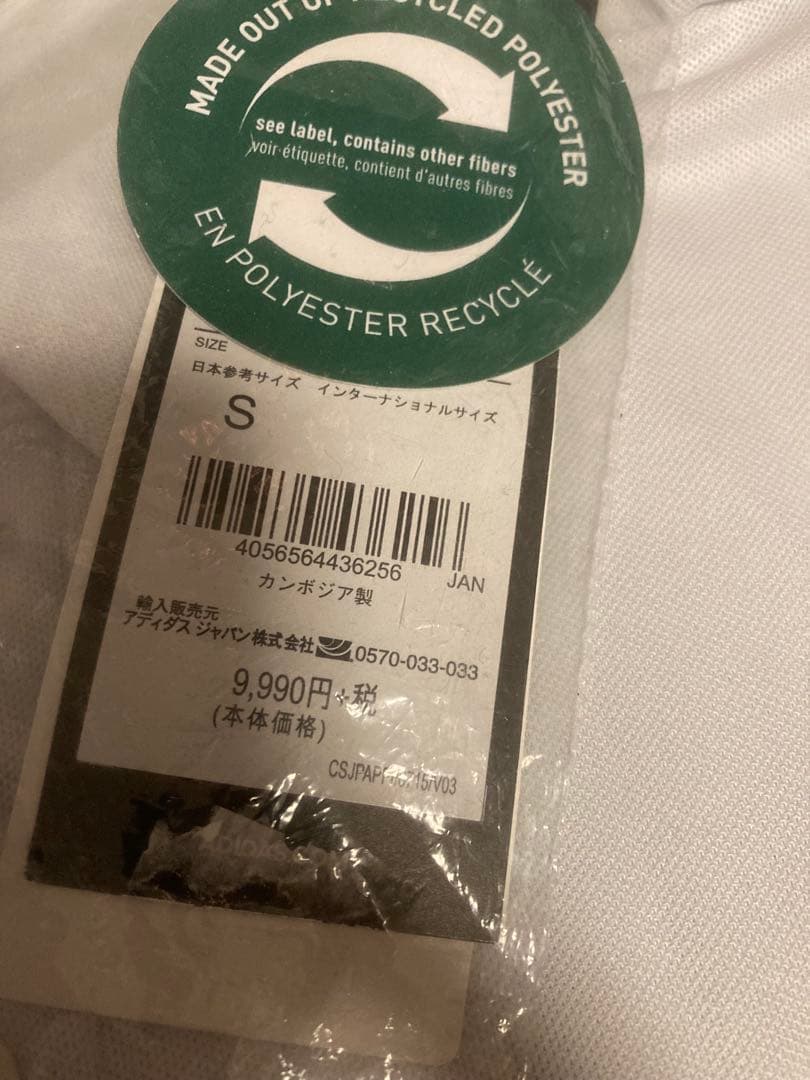 MADE OUT OF RECYCLED POLYESTER
see label, contains other fibers
voir étiquette, contient d'autres fibres
EN POLYESTER RECYCLÉ
SIZE
日本参考サイズ インターナショナルサイズ
S
4056564436256 JAN
カンボジア製
輸入販売元
アディダス ジャパン株式会社 0570-033-033
9,990円+税
(本体価格)